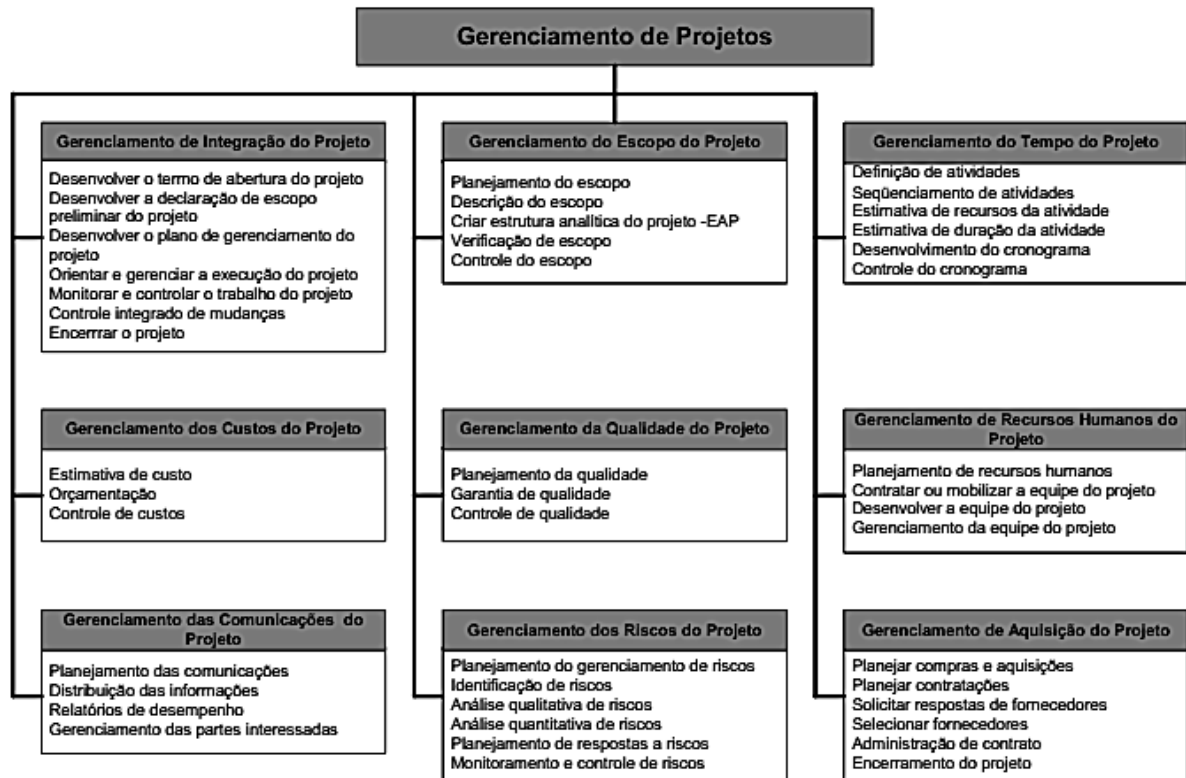 Gerenciamento de Projetos
Gerenciamento de Integração do Projeto
Desenvolver o termo de abertura do projeto
Desenvolver a declaração de escopo
preliminar do projeto
Desenvolver o plano de gerenciamento do
projeto
Orientar e gerenciar a execução do projeto
Monitorar e controlar o trabalho do projeto
Controle integrado de mudanças
Encerrrar o projeto
Gerenciamento do Escopo do Projeto
Planejamento do escopo
Descrição do escopo
Criar estrutura analítica do projeto -EAP
Verificação de escopo
Controle do escopo
Gerenciamento do Tempo do Projeto
Definição de atividades
Seqüenciamento de atividades
Estimativa de recursos da atividade
Estimativa de duração da atividade
Desenvolvimento do cronograma
Controle do cronograma
Gerenciamento dos Custos do Projeto
Estimativa de custo
Orçamentação
Controle de custos
Gerenciamento da Qualidade do Projeto
Planejamento da qualidade
Garantia de qualidade
Controle de qualidade
Gerenciamento de Recursos Humanos do
Projeto
Planejamento de recursos humanos
Contratar ou mobilizar a equipe do projeto
Desenvolver a equipe do projeto
Gerenciamento da equipe do projeto
Gerenciamento das Comunicações do
Projeto
Planejamento das comunicações
Distribuição das informações
Relatórios de desempenho
Gerenciamento das partes interessadas
Gerenciamento dos Riscos do Projeto
Planejamento do gerenciamento de riscos
Identificação de riscos
Análise qualitativa de riscos
Análise quantitativa de riscos
Planejamento de respostas a riscos
Monitoramento e controle de riscos
Gerenciamento de Aquisição do Projeto
Planejar compras e aquisições
Planejar contratações
Solicitar respostas de fornecedores
Selecionar fornecedores
Administração de contrato
Encerramento do projeto